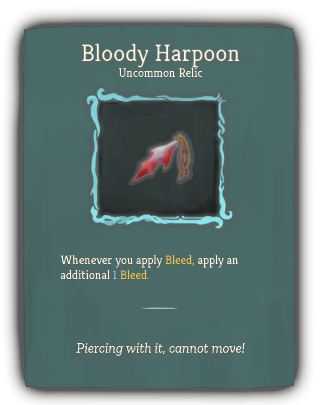 Bloody Harpoon
Uncommon Relic
Whenever you apply Bleed, apply an
additional 1 Bleed.
Piercing with it, cannot move!